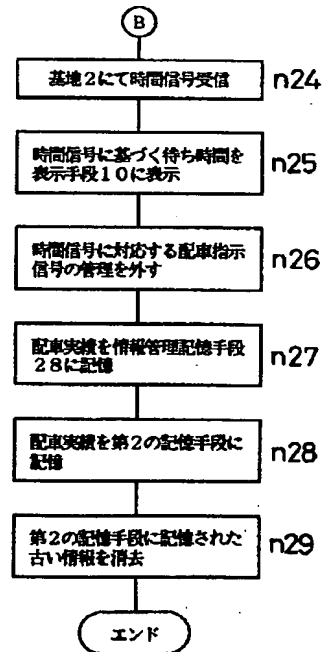 B
基地2にて時間信号受信 n24
時間信号に基づく待ち時間を
表示手段10に表示 n25
時間信号に対応する配車指示
信号の管理を外す n26
配車実績を情報管理記憶手段
28に記憶 n27
配車実績を第2の記憶手段に
記憶 n28
第2の記憶手段に記憶された
古い情報を消去 n29
エンド